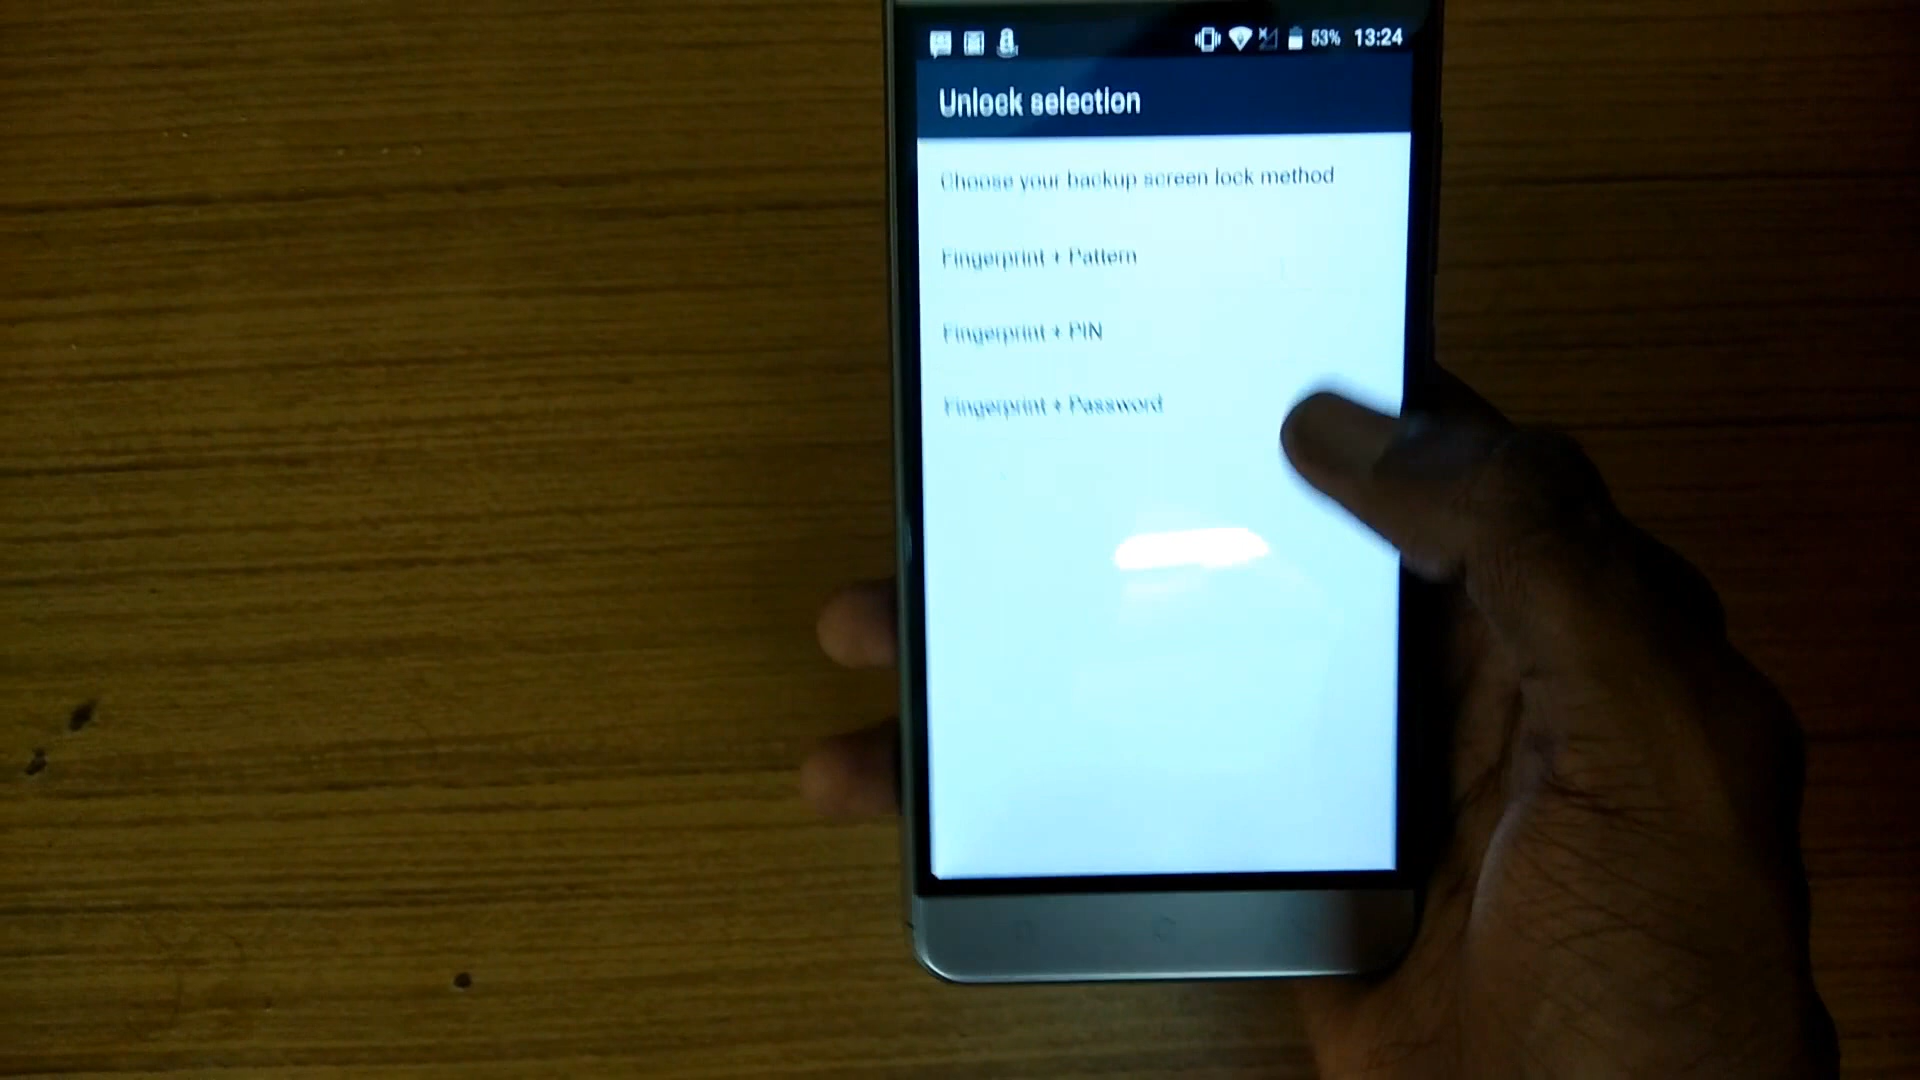 53% 13:24
Unlock selection
Choose your backup screen lock method
Fingerprint + Pattern
Fingerprint + PIN
Fingerprint + Password